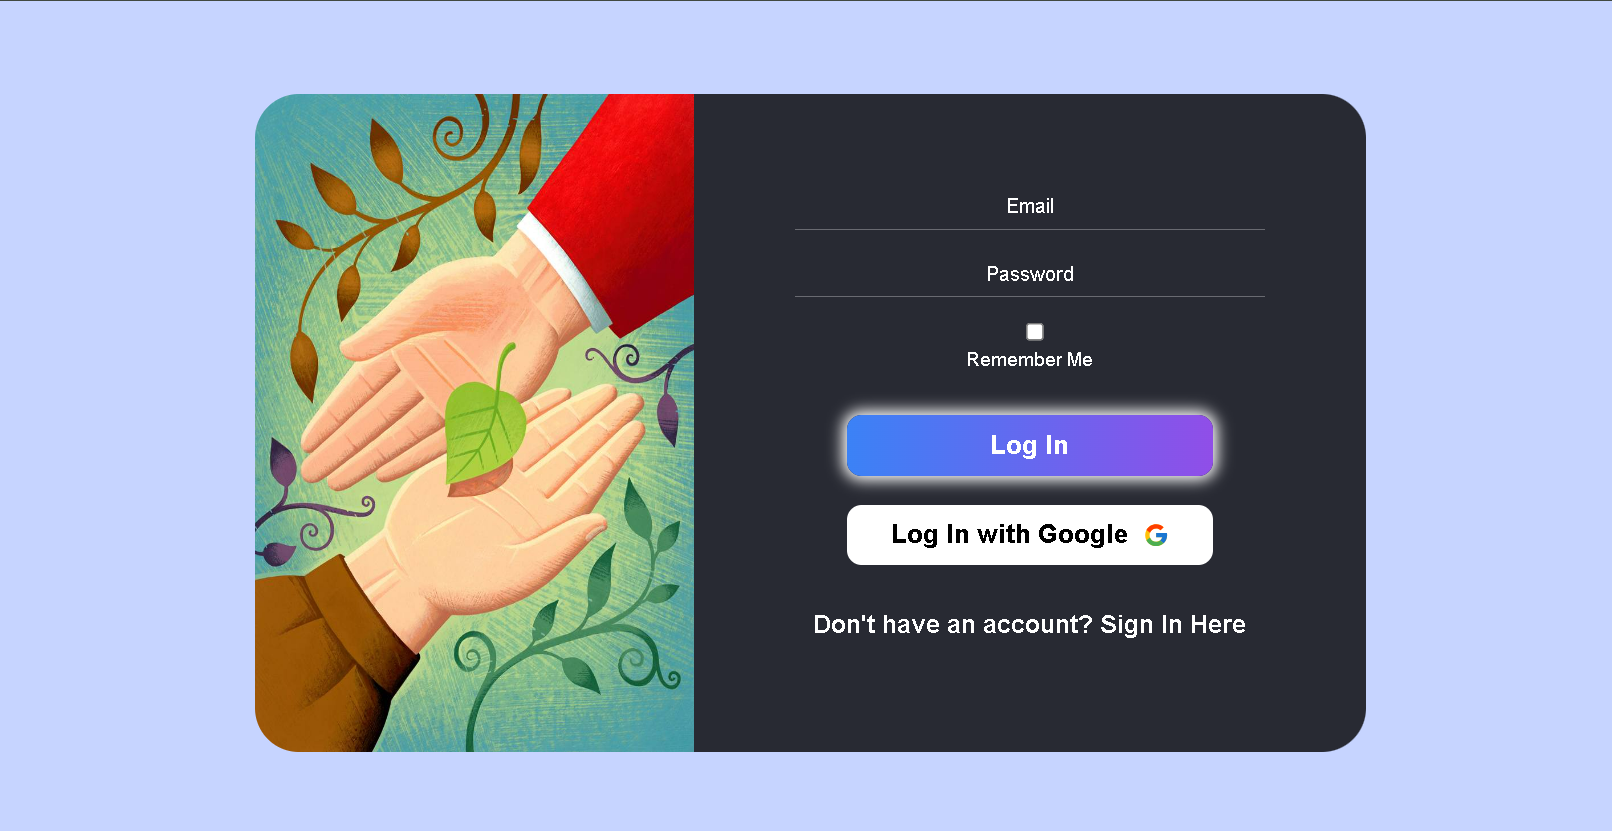 Email
Password
Remember Me
Log In
Log In with Google
Don't have an account? Sign In Here